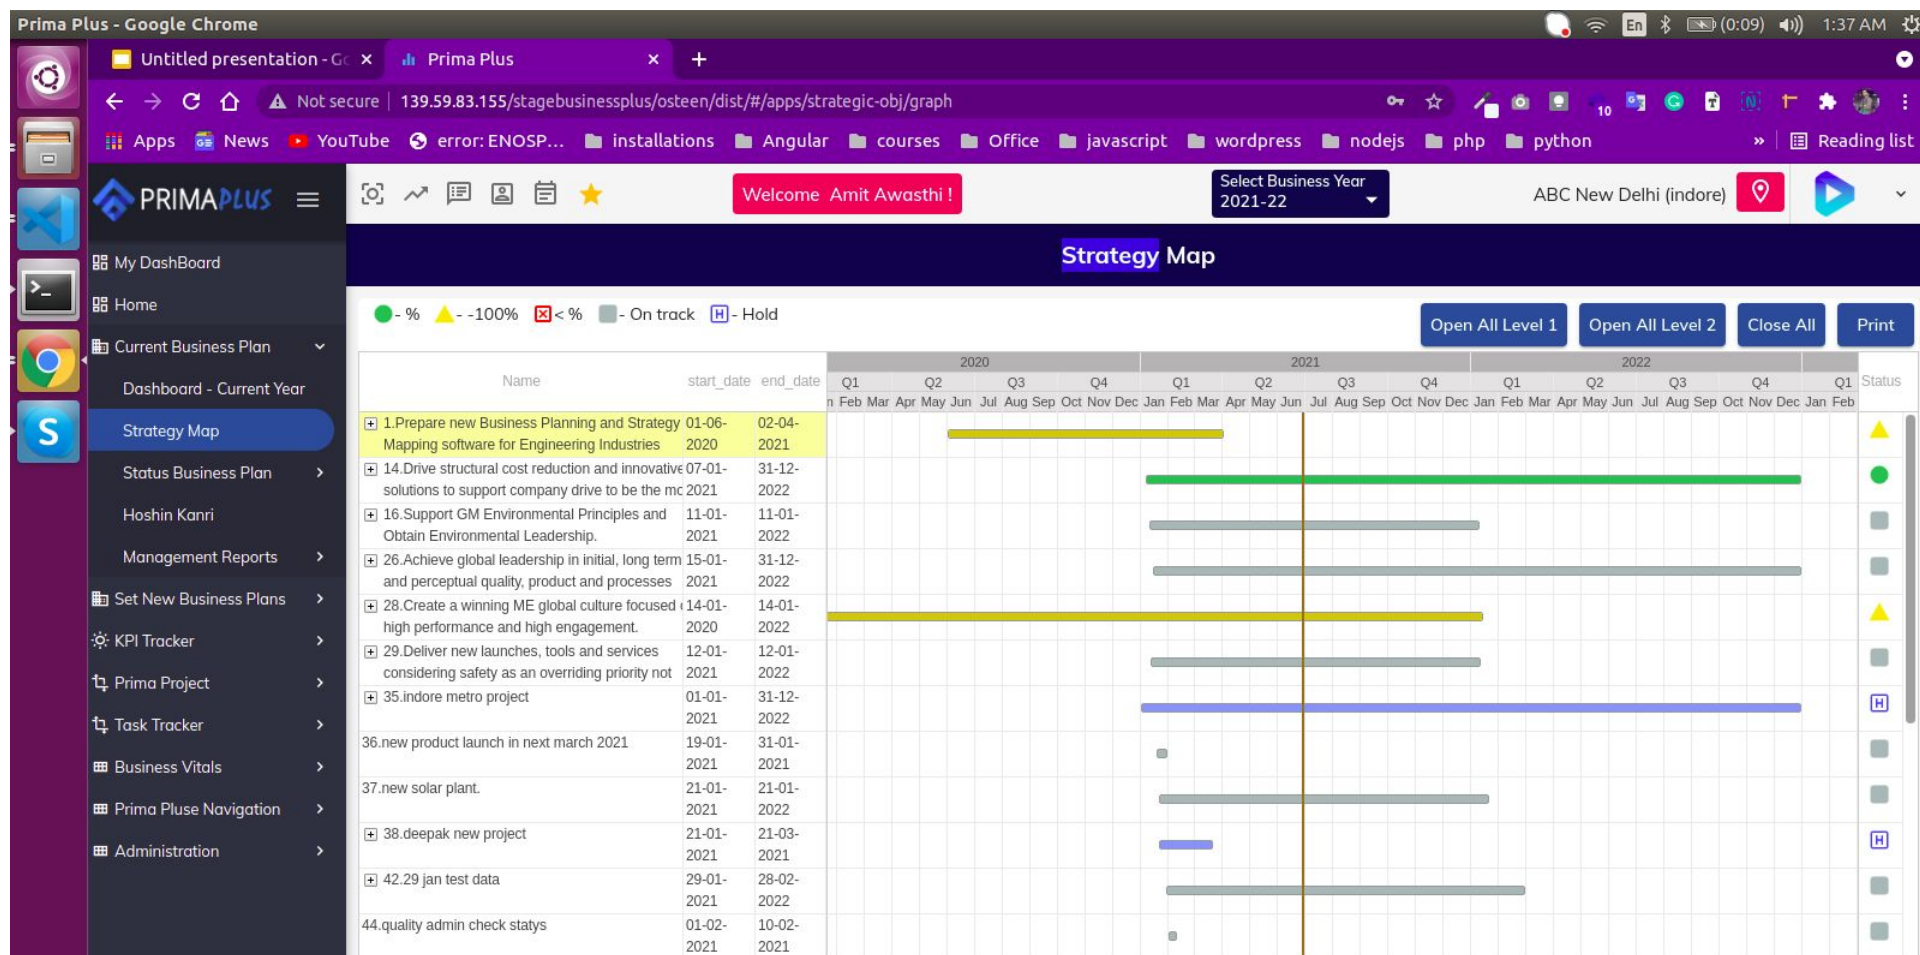 Prima Plus - Google Chrome
En
(0:09)
1:37 AM
Untitled presentation - Go
Prima Plus
Not secure
139.59.83.155/stagebusinessplus/osteen/dist/#/apps/strategic-obj/graph
10
Apps
News
YouTube
error: ENOSP...
installations
Angular
courses
Office
javascript
wordpress
nodejs
php
python
»
Reading list
PRIMAPLUS
Welcome Amit Awasthi !
Select Business Year
2021-22
ABC New Delhi (indore)
My DashBoard
Home
Current Business Plan
Dashboard - Current Year
Strategy Map
Status Business Plan
Hoshin Kanri
Management Reports
Set New Business Plans
KPI Tracker
Prima Project
Task Tracker
Business Vitals
Prima Pluse Navigation
Administration
Strategy Map
- % - -100% < % - On track H - Hold
Open All Level 1
Open All Level 2
Close All
Print
Name start_date end_date
2020 2021 2022
Q1 Q2 Q3 Q4 Q1 Q2 Q3 Q4 Q1 Q2 Q3 Q4 Q1 Status
n Feb Mar Apr May Jun Jul Aug Sep Oct Nov Dec Jan Feb Mar Apr May Jun Jul Aug Sep Oct Nov Dec Jan Feb Mar Apr May Jun Jul Aug Sep Oct Nov Dec Jan Feb
1.Prepare new Business Planning and Strategy 01-06- 02-04-
Mapping software for Engineering Industries 2020 2021
14.Drive structural cost reduction and innovative 07-01- 31-12-
solutions to support company drive to be the mo 2021 2022
16.Support GM Environmental Principles and 11-01- 11-01-
Obtain Environmental Leadership. 2021 2022
26.Achieve global leadership in initial, long term 15-01- 31-12-
and perceptual quality, product and processes 2021 2022
28.Create a winning ME global culture focused 14-01- 14-01-
high performance and high engagement. 2020 2022
29.Deliver new launches, tools and services 12-01- 12-01-
considering safety as an overriding priority not 2021 2022
35.indore metro project 01-01- 31-12-
2021 2022
H
36.new product launch in next march 2021 19-01- 31-01-
2021 2021
37.new solar plant. 21-01- 21-01-
2021 2022
38.deepak new project 21-01- 21-03-
2021 2021
H
42.29 jan test data 29-01- 28-02-
2021 2022
44.quality admin check statys 01-02- 10-02-
2021 2021